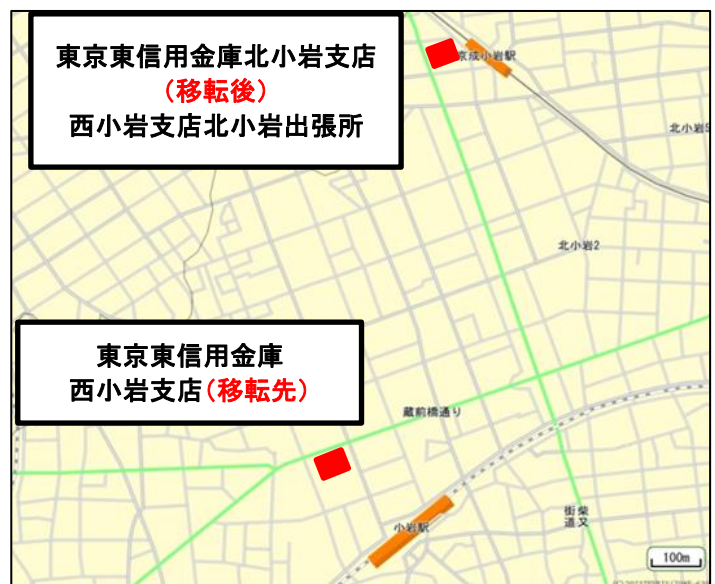 東京東信用金庫北小岩支店
（移転後）
西小岩支店北小岩出張所
京成小岩駅
北小岩5
北小岩2
東京東信用金庫
西小岩支店（移転先）
蔵前橋通り
小岩駅
柴又
街道
100m